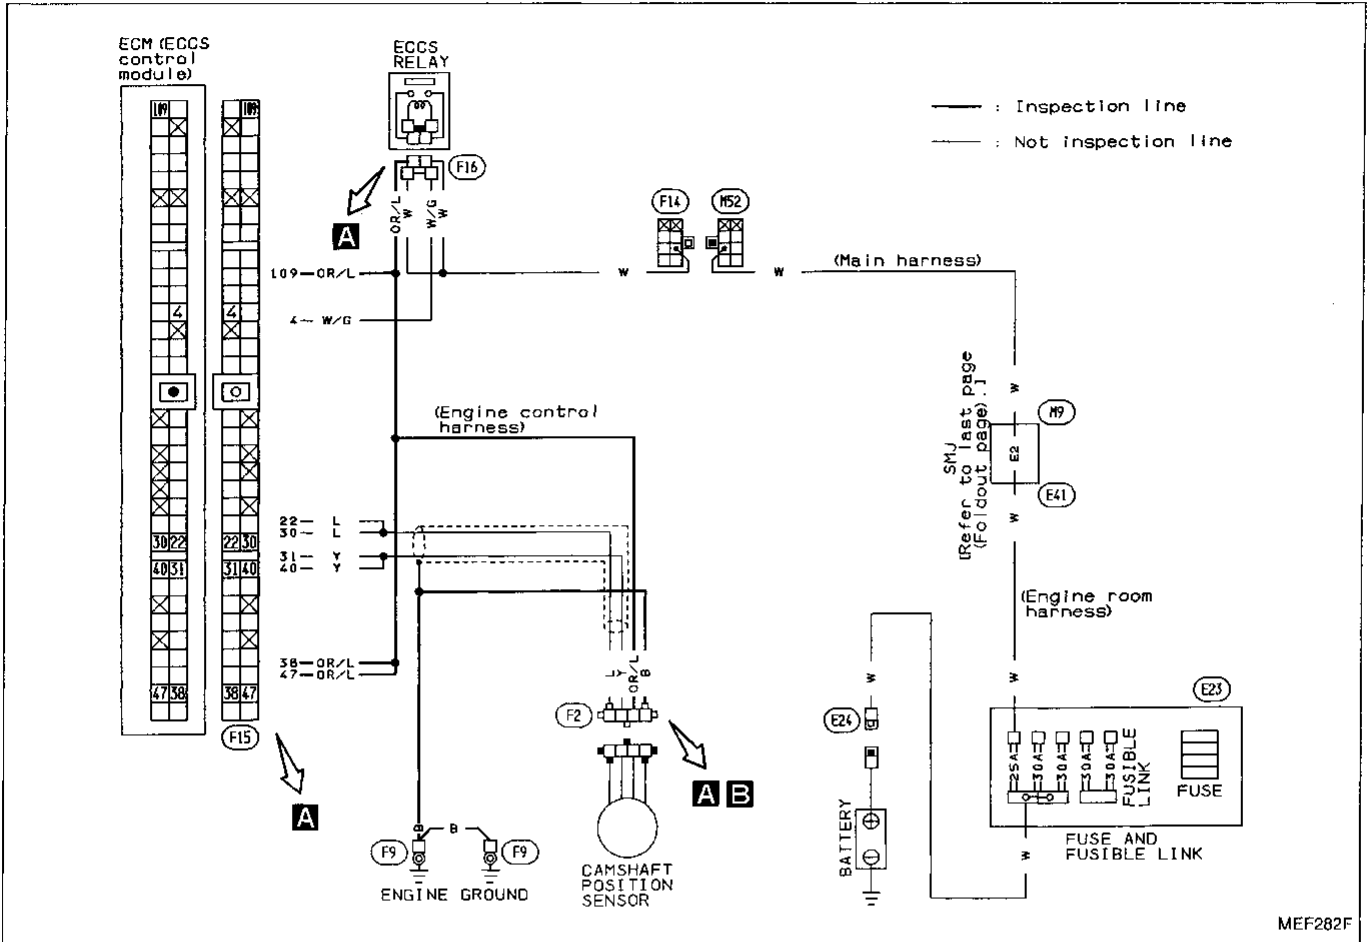 ECM (ECCS
control
module)
109
109
4
4
30 22
22 30
40 31
31 40
47 38
38 47
F15
A
ECCS
RELAY
F16
A
OR/L
W
W/G
W
: Inspection line
: Not inspection line
F14
M52
109 OR/L
W
W
(Main harness)
4 W/G
(Engine control
harness)
22 L
30 L
31 Y
40 Y
38 OR/L
47 OR/L
L
Y
OR/L
B
F2
A B
CAMSHAFT
POSITION
SENSOR
B
B
F9
F9
ENGINE GROUND
W
M9
SMJ
[Refer to last page
(Foldout page).]
E2
E41
W
(Engine room
harness)
W
W
E24
BATTERY
E23
25A
30A
30A
30A
30A
FUSIBLE
LINK
FUSE
W
FUSE AND
FUSIBLE LINK
MEF282F